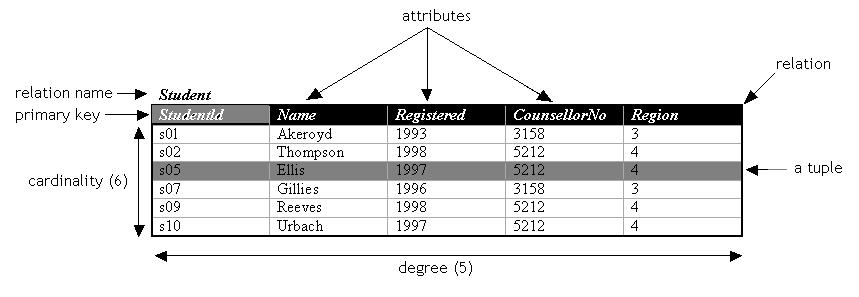 attributes
relation
relation name
Student
primary key
StudentId Name Registered CounsellorNo Region
s01 Akeroyd 1993 3158 3
s02 Thompson 1998 5212 4
s05 Ellis 1997 5212 4
a tuple
cardinality (6)
s07 Gillies 1996 3158 3
s09 Reeves 1998 5212 4
s10 Urbach 1997 5212 4
degree (5)